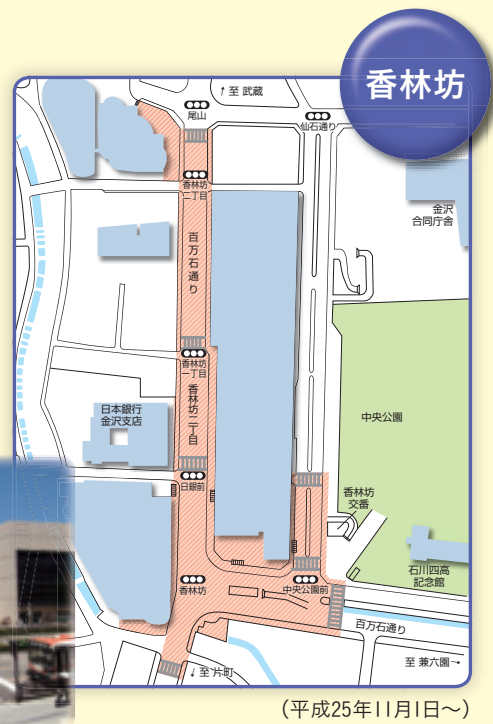 香林坊
↑至 武蔵
尾山
仙石通り
香林坊
二丁目
金沢
合同庁舎
百万石通り
香林坊
一丁目
香林坊二丁目
中央公園
日本銀行
金沢支店
日銀前
香林坊
交番
石川四高
記念館
香林坊
中央公園前
百万石通り
至 兼六園→
↓至 片町
(平成25年11月1日〜)